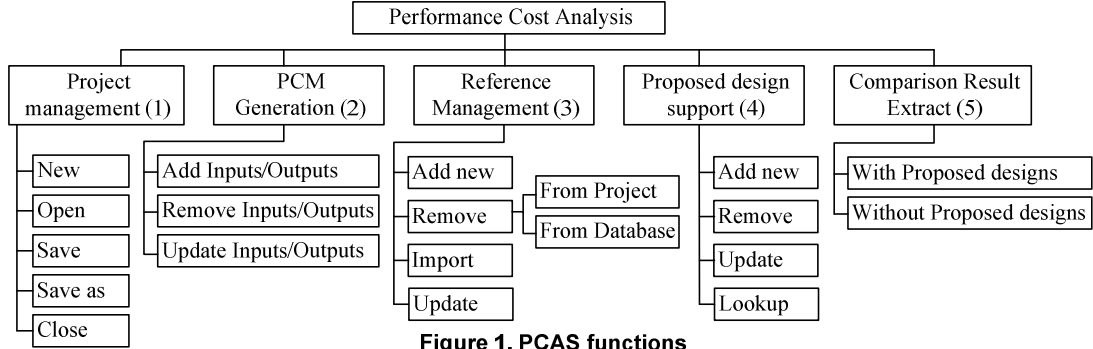 Performance Cost Analysis
Project
management (1)
PCM
Generation (2)
Reference
Management (3)
Proposed design
support (4)
Comparison Result
Extract (5)
New
Open
Save
Save as
Close
Add Inputs/Outputs
Remove Inputs/Outputs
Update Inputs/Outputs
Add new
Remove
Import
Update
From Project
From Database
Add new
Remove
Update
Lookup
With Proposed designs
Without Proposed designs
Figure 1. PCAS functions